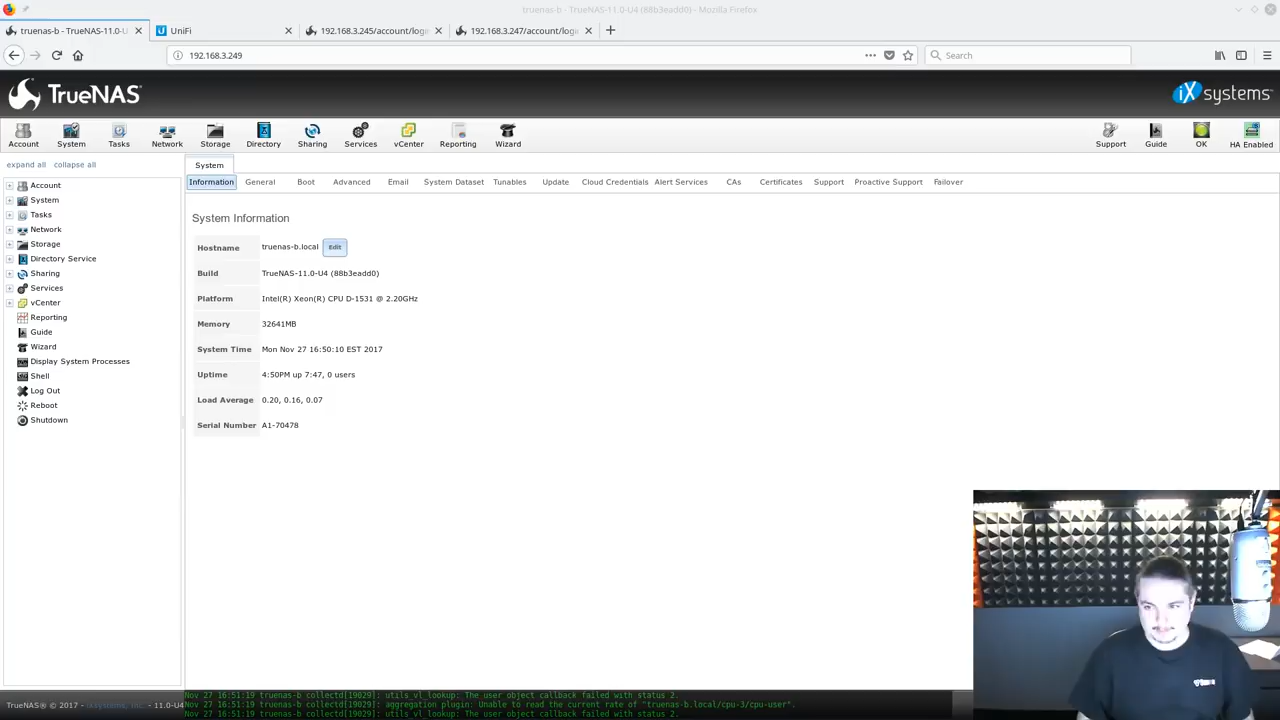 truenas-b - TrueNAS-11.0-U4 (88b3eadd0) - Mozilla Firefox
truenas-b - TrueNAS-11.0-U
UniFi
192.168.3.245/account/logi
192.168.3.247/account/logi
192.168.3.249
Search
TrueNAS
iXsystems
Account
System
Tasks
Network
Storage
Directory
Sharing
Services
vCenter
Reporting
Wizard
Support
Guide
OK
HA Enabled
expand all collapse all
System
Account
System
Tasks
Network
Storage
Directory Service
Sharing
Services
vCenter
Reporting
Guide
Wizard
Display System Processes
Shell
Log Out
Reboot
Shutdown
Information General Boot Advanced Email System Dataset Tunables Update Cloud Credentials Alert Services CAs Certificates Support Proactive Support Failover
System Information
Hostname truenas-b.local Edit
Build TrueNAS-11.0-U4 (88b3eadd0)
Platform Intel(R) Xeon(R) CPU D-1531 @ 2.20GHz
Memory 32641MB
System Time Mon Nov 27 16:50:10 EST 2017
Uptime 4:50PM up 7:47, 0 users
Load Average 0.20, 0.16, 0.07
Serial Number A1-70478
TrueNAS® © 2017 - iXsystems, Inc. - 11.0-U4
Nov 27 16:51:19 truenas-b collectd[19029]: utils_vl_lookup: The user object callback failed with status 2.
Nov 27 16:51:19 truenas-b collectd[19029]: aggregation plugin: Unable to read the current rate of "truenas-b.local/cpu-3/cpu-user".
Nov 27 16:51:19 truenas-b collectd[19029]: utils_vl_lookup: The user object callback failed with status 2.